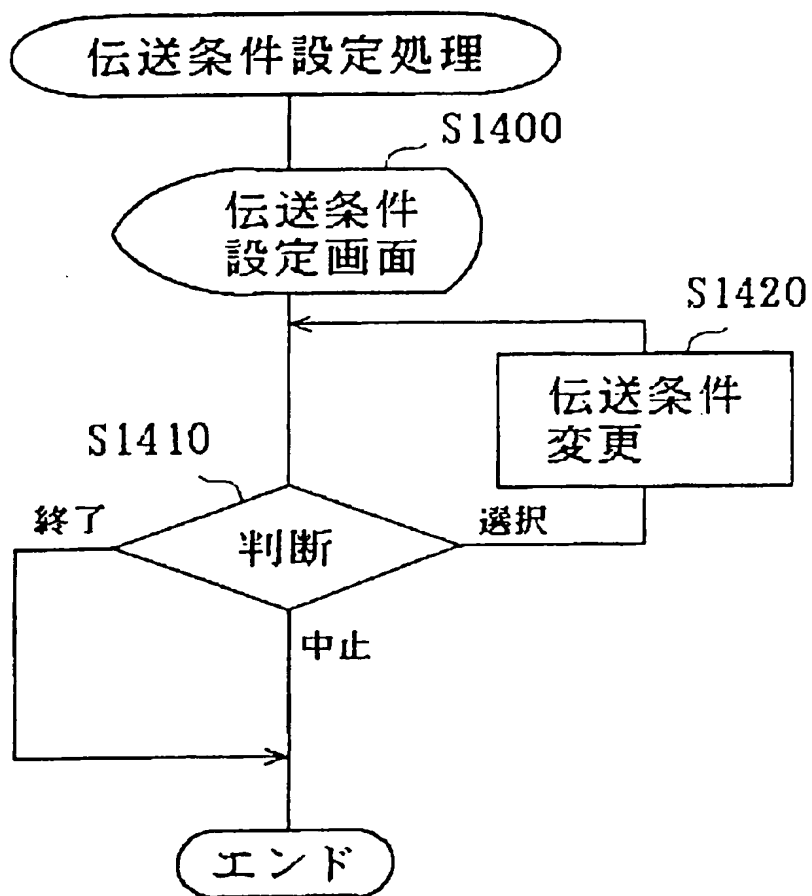 伝送条件設定処理
S1400
伝送条件
設定画面
S1420
伝送条件
変更
S1410
終了
判断
選択
中止
エンド